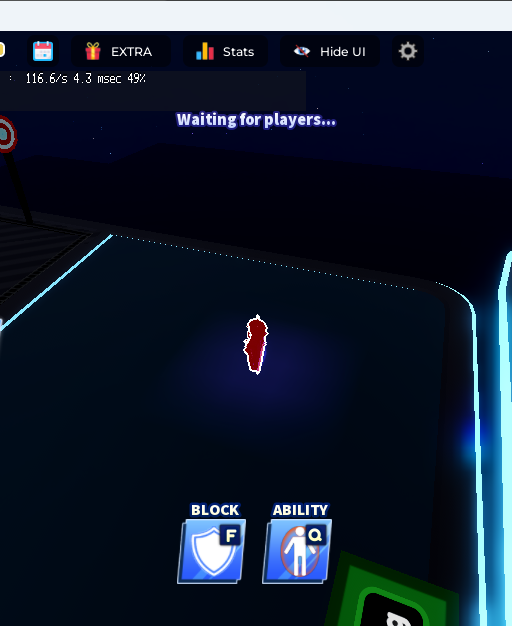 EXTRA
Stats
Hide UI
: 116.6/s 4.3 msec 49%
Waiting for players...
BLOCK
ABILITY
F
Q